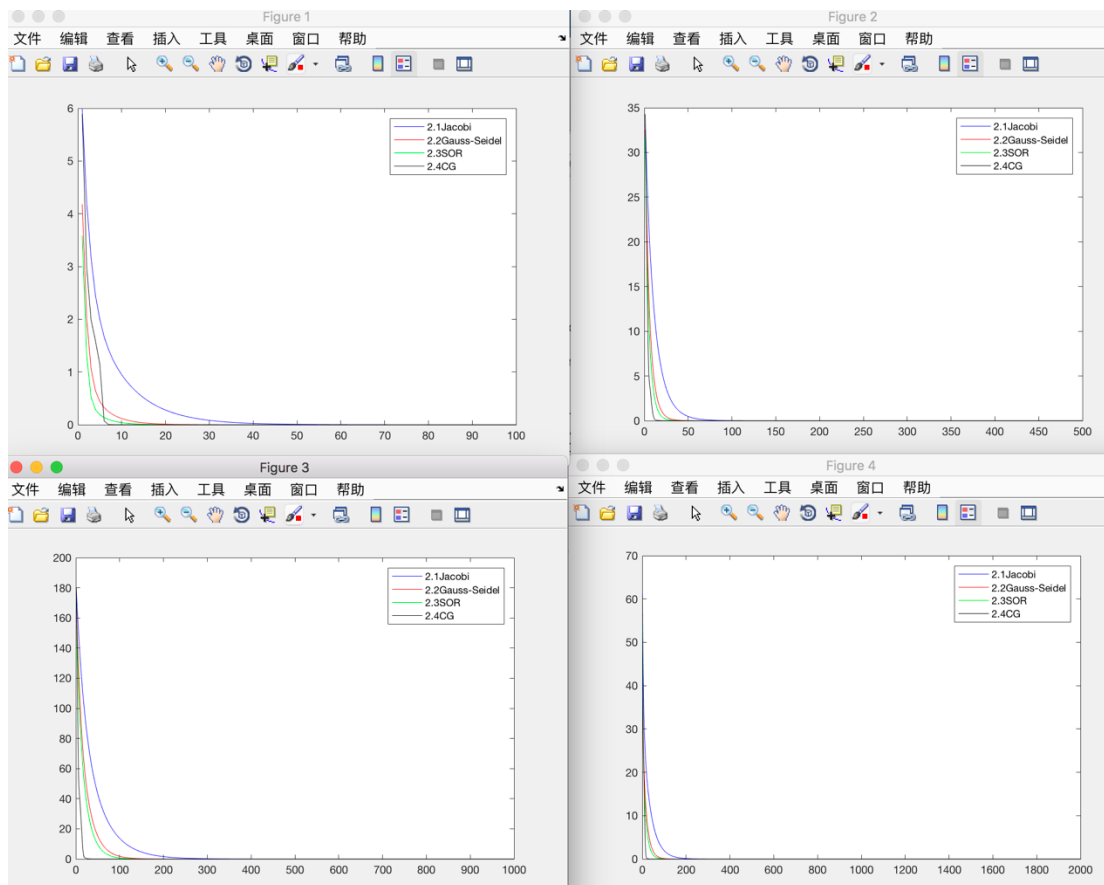 Figure 1
文件 编辑 查看 插入 工具 桌面 窗口 帮助
6
5
4
3
2
1
0
0 10 20 30 40 50 60 70 80 90 100
2.1Jacobi
2.2Gauss-Seidel
2.3SOR
2.4CG
Figure 2
文件 编辑 查看 插入 工具 桌面 窗口 帮助
35
30
25
20
15
10
5
0
0 50 100 150 200 250 300 350 400 450 500
2.1Jacobi
2.2Gauss-Seidel
2.3SOR
2.4CG
Figure 3
文件 编辑 查看 插入 工具 桌面 窗口 帮助
200
180
160
140
120
100
80
60
40
20
0
0 100 200 300 400 500 600 700 800 900 1000
2.1Jacobi
2.2Gauss-Seidel
2.3SOR
2.4CG
Figure 4
文件 编辑 查看 插入 工具 桌面 窗口 帮助
70
60
50
40
30
20
10
0
0 200 400 600 800 1000 1200 1400 1600 1800 2000
2.1Jacobi
2.2Gauss-Seidel
2.3SOR
2.4CG